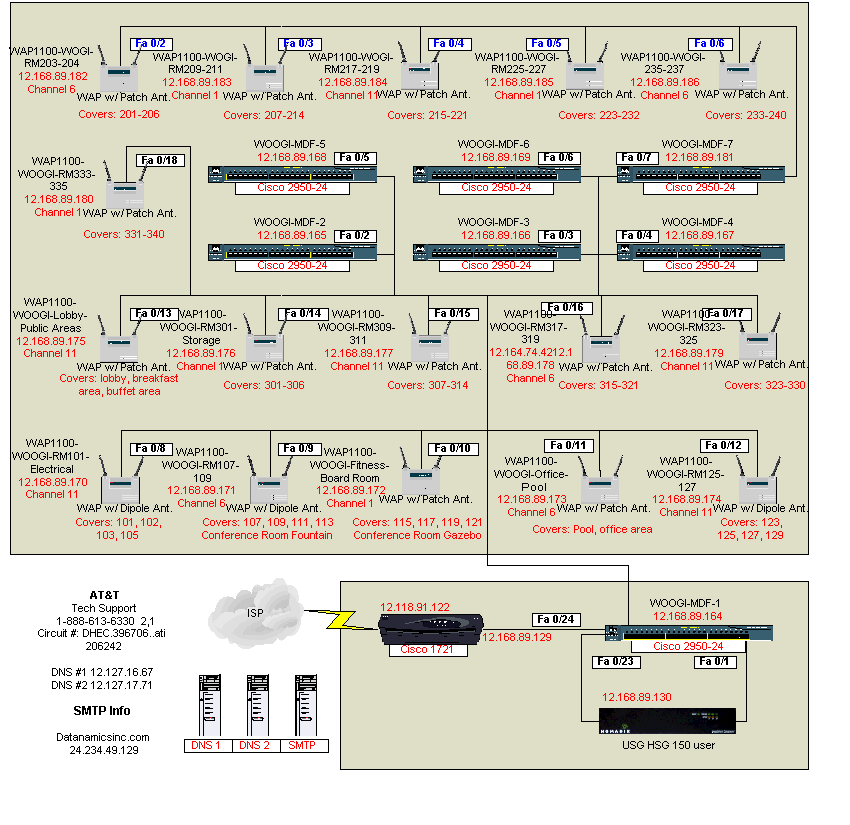 WAP1100-WOGI-
RM203-204
12.168.89.182
Channel 6
Fa 0/2
WAP w/ Patch Ant.
Covers: 201-206
WAP1100-WOGI-
RM209-211
12.168.89.183
Channel 1
Fa 0/3
WAP w/ Patch Ant.
Covers: 207-214
WAP1100-WOGI-
RM217-219
12.168.89.184
Channel 11
Fa 0/4
WAP w/ Patch Ant.
Covers: 215-221
WAP1100-WOGI-
RM225-227
12.168.89.185
Channel 1
Fa 0/5
WAP w/ Patch Ant.
Covers: 223-232
WAP1100-WOGI-
235-237
12.168.89.186
Channel 6
Fa 0/6
WAP w/ Patch Ant.
Covers: 233-240
WAP1100-
WOOGI-RM333-
335
12.168.89.180
Channel 1
Fa 0/18
WAP w/ Patch Ant.
Covers: 331-340
WOOGI-MDF-5
12.168.89.168
Fa 0/5
Cisco 2950-24
WOOGI-MDF-6
12.168.89.169
Fa 0/6
Cisco 2950-24
WOOGI-MDF-7
Fa 0/7
12.168.89.181
Cisco 2950-24
WOOGI-MDF-2
12.168.89.165
Fa 0/2
Cisco 2950-24
WOOGI-MDF-3
12.168.89.166
Fa 0/3
Cisco 2950-24
WOOGI-MDF-4
Fa 0/4
12.168.89.167
Cisco 2950-24
WAP1100-
WOOGI-Lobby-
Public Areas
12.168.89.175
Channel 11
Fa 0/13
WAP w/ Patch Ant.
Covers: lobby, breakfast
area, buffet area
WAP1100-
WOOGI-RM301-
Storage
12.168.89.176
Channel 1
Fa 0/14
WAP w/ Patch Ant.
Covers: 301-306
WAP1100-
WOOGI-RM309-
311
12.168.89.177
Channel 11
Fa 0/15
WAP w/ Patch Ant.
Covers: 307-314
WAP1100-
WOOGI-RM317-
319
12.164.74.4212.1
68.89.178
Channel 6
Fa 0/16
WAP w/ Patch Ant.
Covers: 315-321
WAP1100-
WOOGI-RM323-
325
12.168.89.179
Channel 11
Fa 0/17
WAP w/ Patch Ant.
Covers: 323-330
WAP1100-
WOOGI-RM101-
Electrical
12.168.89.170
Channel 11
Fa 0/8
WAP w/ Dipole Ant.
Covers: 101, 102,
103, 105
WAP1100-
WOOGI-RM107-
109
12.168.89.171
Channel 6
Fa 0/9
WAP w/ Dipole Ant.
Covers: 107, 109, 111, 113
Conference Room Fountain
WAP1100-
WOOGI-Fitness-
Board Room
12.168.89.172
Channel 1
Fa 0/10
WAP w/ Patch Ant.
Covers: 115, 117, 119, 121
Conference Room Gazebo
WAP1100-
WOOGI-Office-
Pool
12.168.89.173
Channel 6
Fa 0/11
WAP w/ Patch Ant.
Covers: Pool, office area
WAP1100-
WOOGI-RM125-
127
12.168.89.174
Channel 11
Fa 0/12
WAP w/ Dipole Ant.
Covers: 123,
125, 127, 129
AT&T
Tech Support
1-888-613-6330 2,1
Circuit #: DHEC.396706..ati
206242
DNS #1 12.127.16.67
DNS #2 12.127.17.71
SMTP Info
Datanamicsinc.com
24.234.49.129
ISP
DNS 1
DNS 2
SMTP
12.118.91.122
Cisco 1721
12.168.89.129
Fa 0/24
WOOGI-MDF-1
12.168.89.164
Cisco 2950-24
Fa 0/23
Fa 0/1
12.168.89.130
NOMADIX
USG HSG 150 user